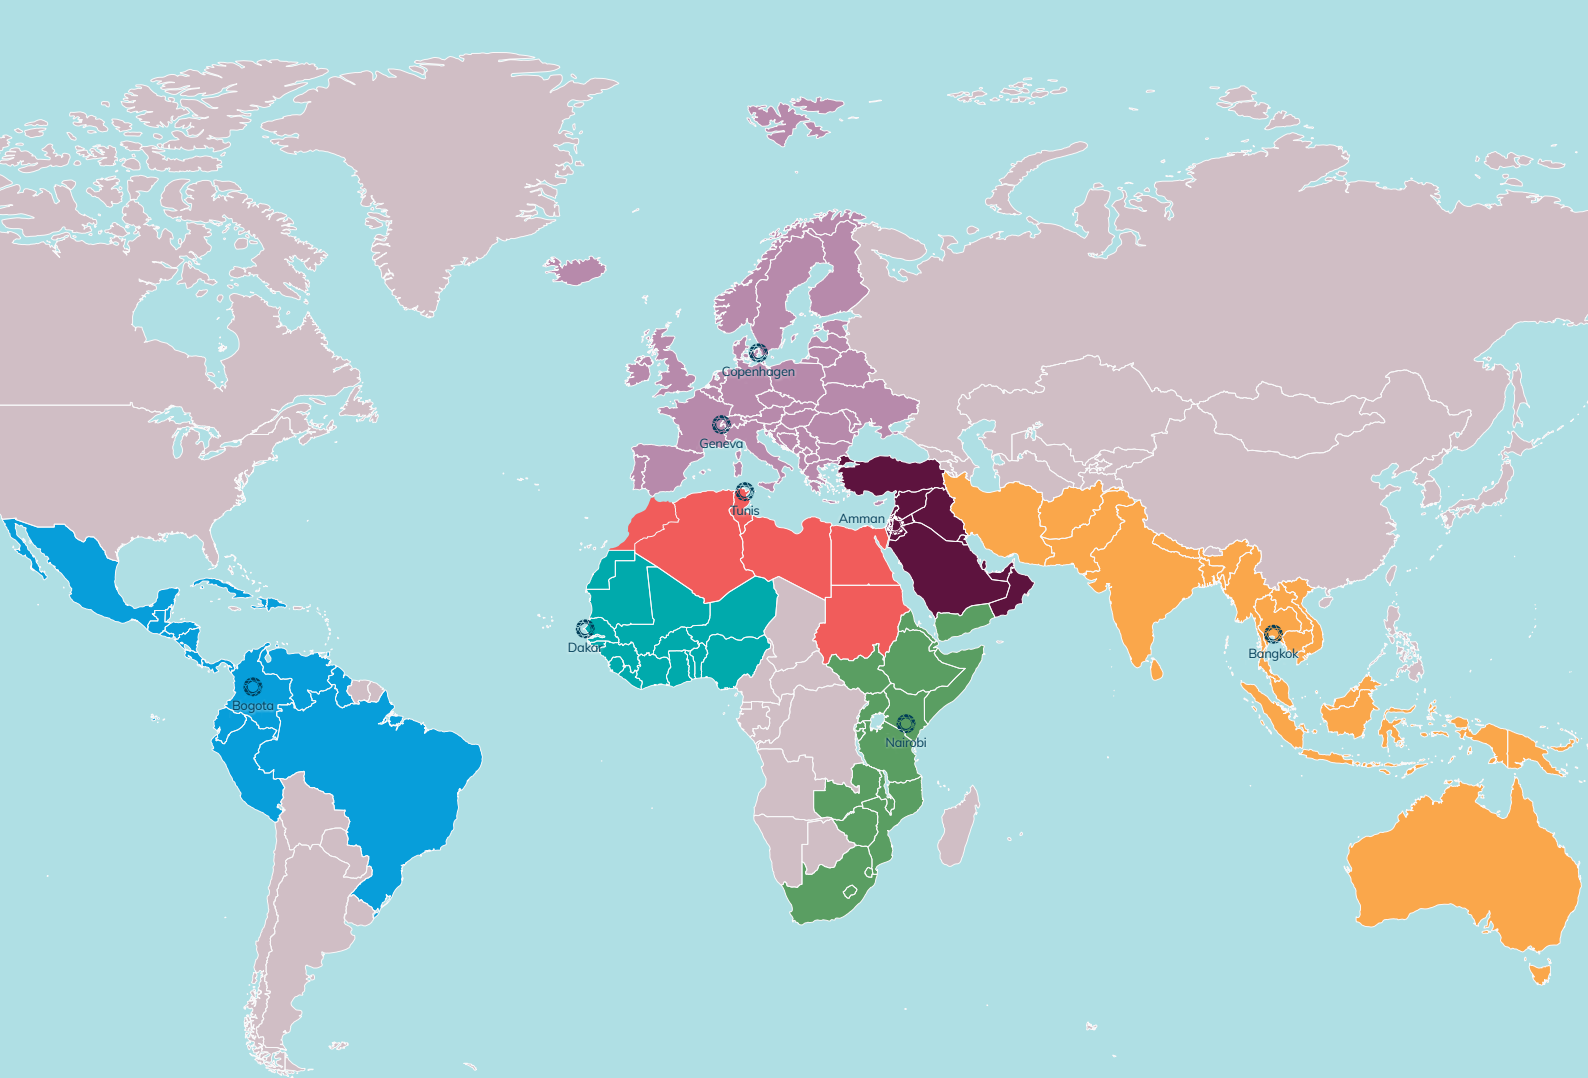 Copenhagen
Geneva
Tunis
Amman
Dakar
Bangkok
Bogota
Nairobi